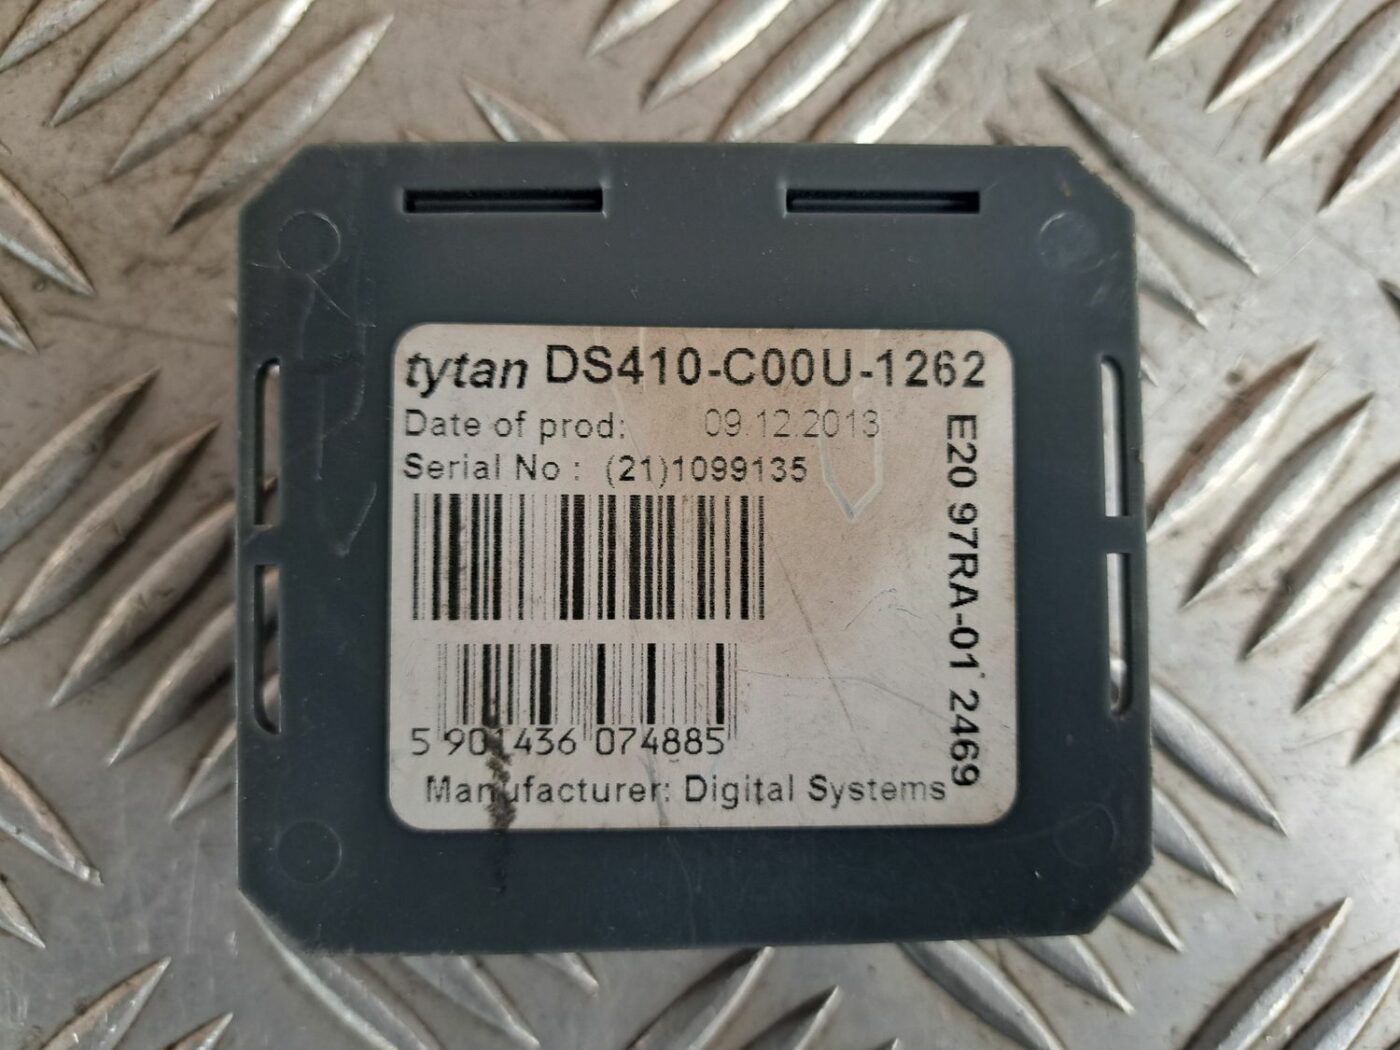 tytan DS410-C00U-1262
Date of prod: 09.12.2013
Serial No : (21)1099135
5 901436 074885
Manufacturer: Digital Systems
E20 97RA-01 2469